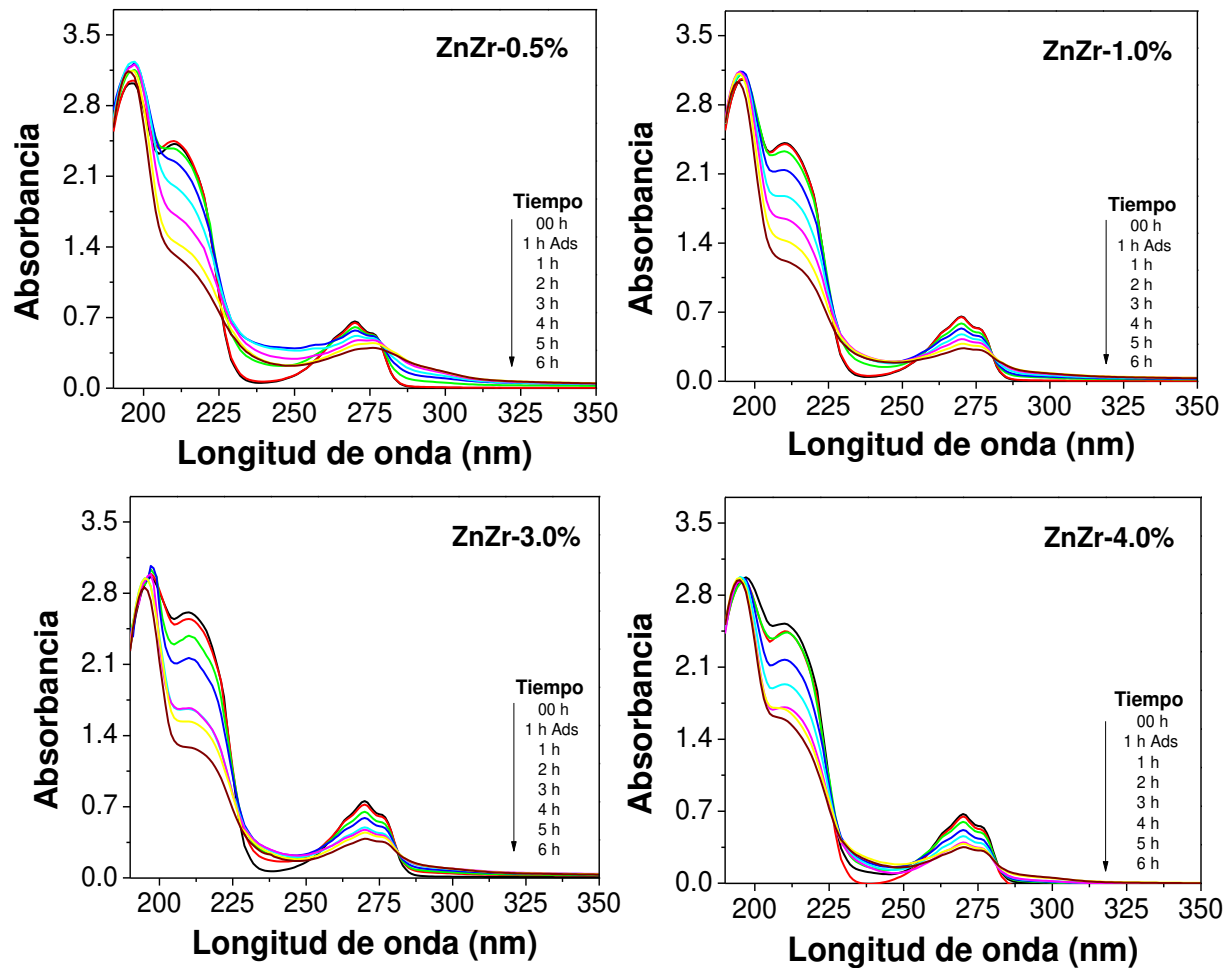 3.5
2.8
2.1
1.4
0.7
0.0
Absorbancia
ZnZr-0.5%
Tiempo
00 h
1 h Ads
1 h
2 h
3 h
4 h
5 h
6 h
200 225 250 275 300 325 350
Longitud de onda (nm)
3.5
2.8
2.1
1.4
0.7
0.0
Absorbancia
ZnZr-1.0%
Tiempo
00 h
1 h Ads
1 h
2 h
3 h
4 h
5 h
6 h
200 225 250 275 300 325 350
Longitud de onda (nm)
3.5
2.8
2.1
1.4
0.7
0.0
Absorbancia
ZnZr-3.0%
Tiempo
00 h
1 h Ads
1 h
2 h
3 h
4 h
5 h
6 h
200 225 250 275 300 325 350
Longitud de onda (nm)
3.5
2.8
2.1
1.4
0.7
0.0
Absorbancia
ZnZr-4.0%
Tiempo
00 h
1 h Ads
1 h
2 h
3 h
4 h
5 h
6 h
200 225 250 275 300 325 350
Longitud de onda (nm)